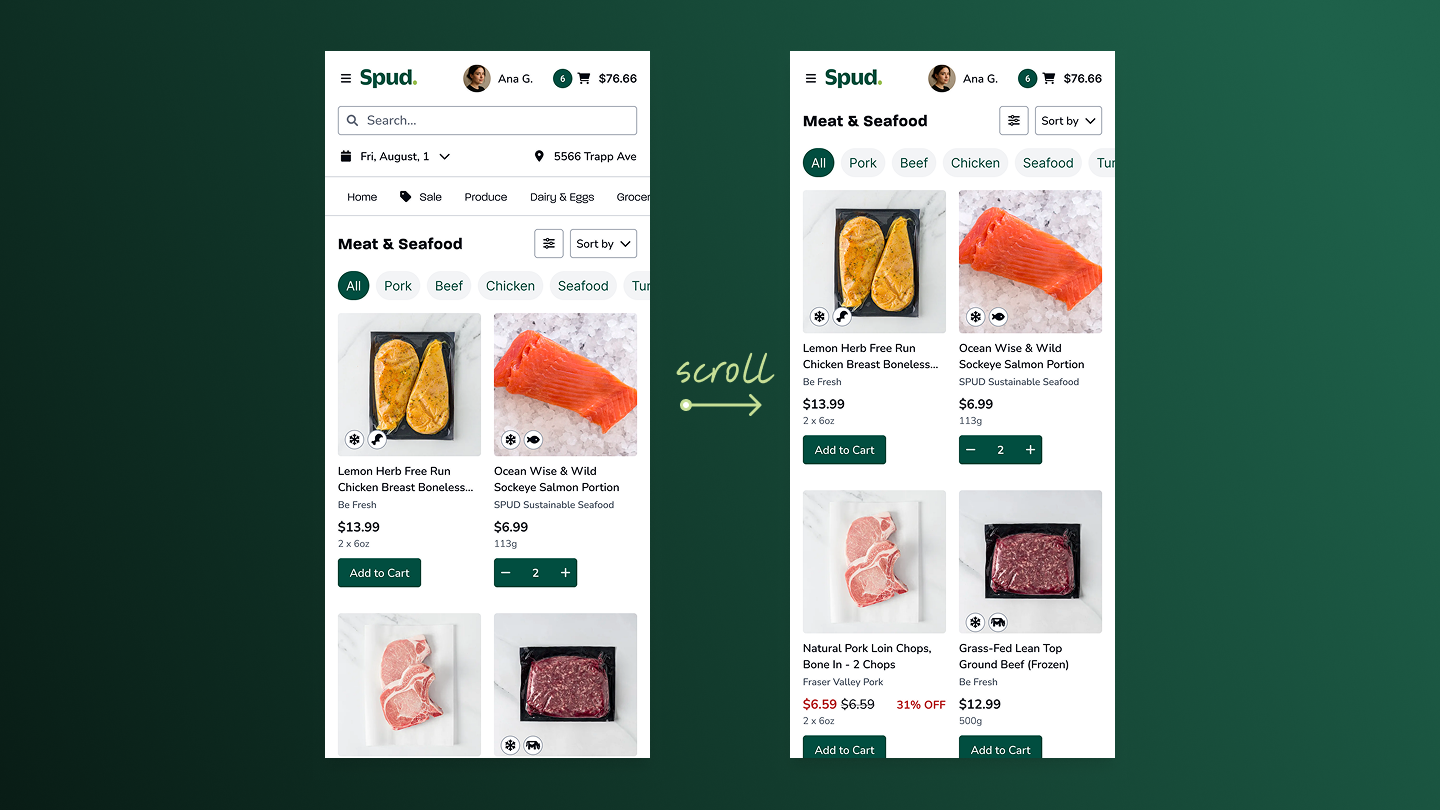 Spud.
Ana G.
6
$76.66
Search...
Fri, August, 1
5566 Trapp Ave
Home
Sale
Produce
Dairy & Eggs
Grocer
Meat & Seafood
Sort by
All
Pork
Beef
Chicken
Seafood
Tur
Lemon Herb Free Run
Chicken Breast Boneless...
Be Fresh
$13.99
2 x 6oz
Add to Cart
Ocean Wise & Wild
Sockeye Salmon Portion
SPUD Sustainable Seafood
$6.99
113g
2
scroll
Spud.
Ana G.
6
$76.66
Meat & Seafood
Sort by
All
Pork
Beef
Chicken
Seafood
Tur
Lemon Herb Free Run
Chicken Breast Boneless...
Be Fresh
$13.99
2 x 6oz
Add to Cart
Ocean Wise & Wild
Sockeye Salmon Portion
SPUD Sustainable Seafood
$6.99
113g
2
Natural Pork Loin Chops,
Bone In - 2 Chops
Fraser Valley Pork
$6.59 $6.59 31% OFF
2 x 6oz
Add to Cart
Grass-Fed Lean Top
Ground Beef (Frozen)
Be Fresh
$12.99
500g
Add to Cart